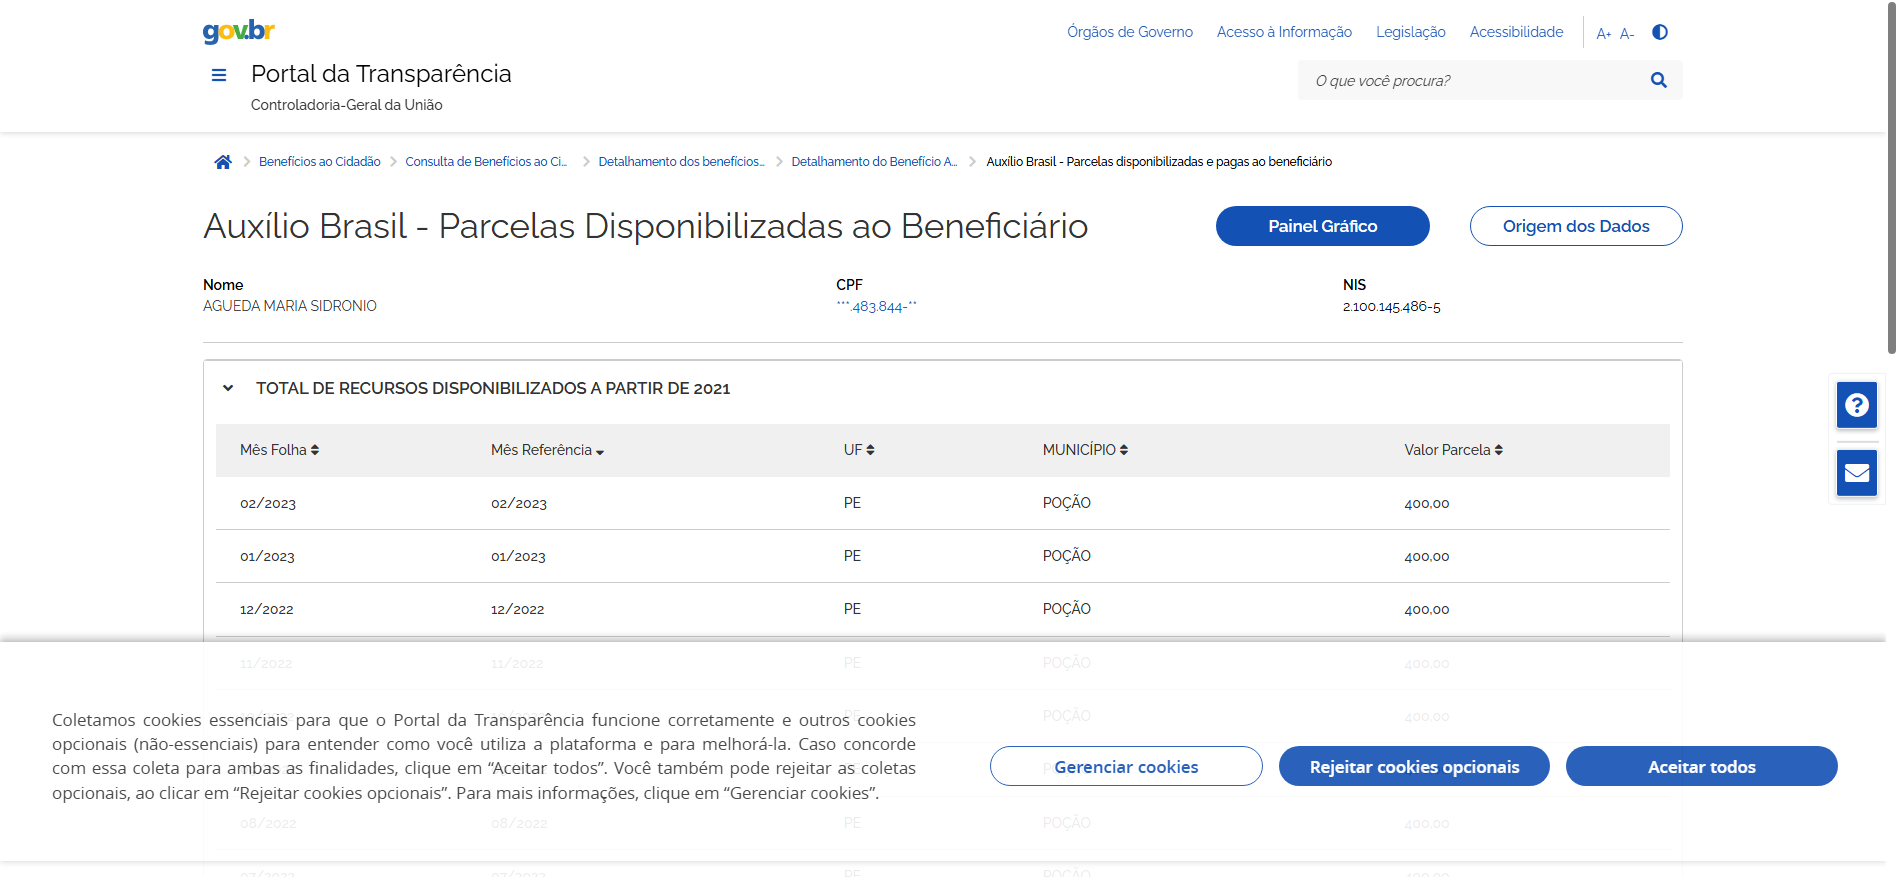 gov.br
Órgãos de Governo Acesso à Informação Legislação Acessibilidade A+ A-
Portal da Transparência
Controladoria-Geral da União
O que você procura?
Benefícios ao Cidadão Consulta de Benefícios ao Ci... Detalhamento dos benefícios... Detalhamento do Benefício A... Auxílio Brasil - Parcelas disponibilizadas e pagas ao beneficiário
Auxílio Brasil - Parcelas Disponibilizadas ao Beneficiário
Painel Gráfico Origem dos Dados
Nome CPF NIS
AGUEDA MARIA SIDRONIO ***.483.844-** 2.100.145.486-5
TOTAL DE RECURSOS DISPONIBILIZADOS A PARTIR DE 2021
Mês Folha Mês Referência UF MUNICÍPIO Valor Parcela
02/2023 02/2023 PE POÇÃO 400,00
01/2023 01/2023 PE POÇÃO 400,00
12/2022 12/2022 PE POÇÃO 400,00
11/2022 11/2022 PE POÇÃO 400,00
PE POÇÃO 400,00
Coletamos cookies essenciais para que o Portal da Transparência funcione corretamente e outros cookies
opcionais (não-essenciais) para entender como você utiliza a plataforma e para melhorá-la. Caso concorde
com essa coleta para ambas as finalidades, clique em “Aceitar todos”. Você também pode rejeitar as coletas
opcionais, ao clicar em “Rejeitar cookies opcionais”. Para mais informações, clique em “Gerenciar cookies”.
Gerenciar cookies Rejeitar cookies opcionais Aceitar todos
08/2022 08/2022 PE POÇÃO 400,00
07/2022 07/2022 PE POÇÃO 400,00